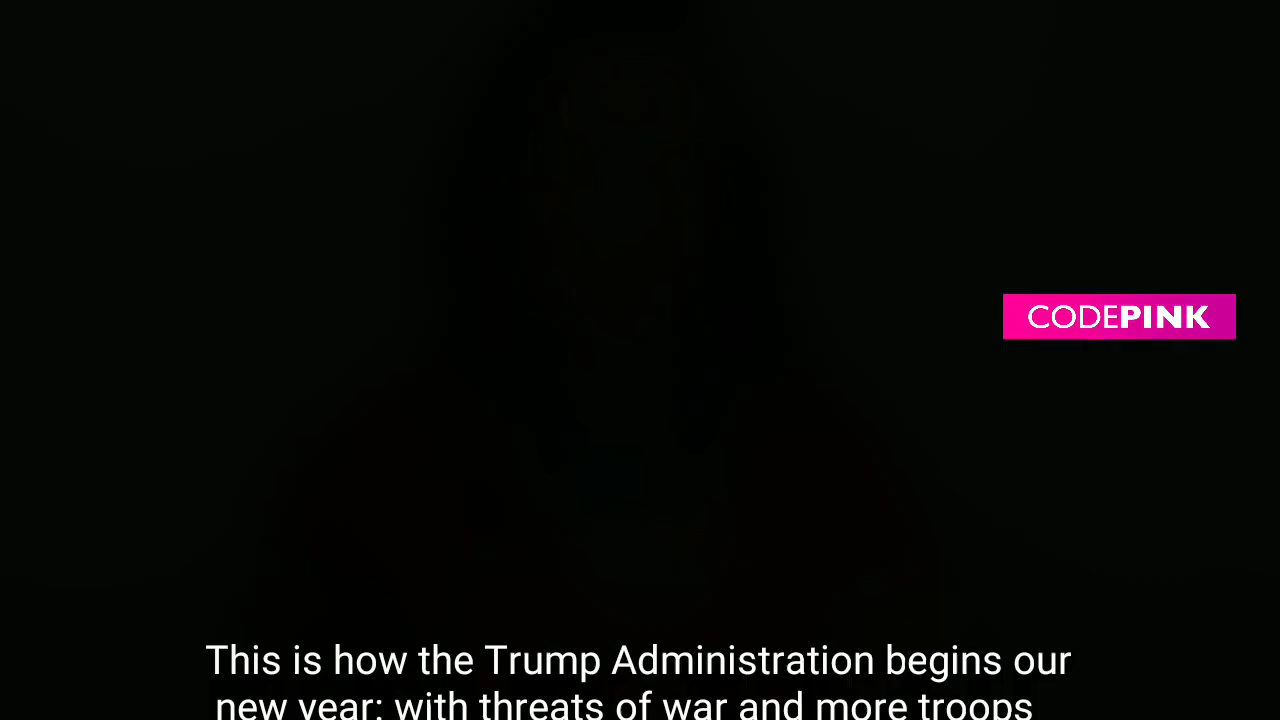 CODEPINK
This is how the Trump Administration begins our
new year: with threats of war and more troops